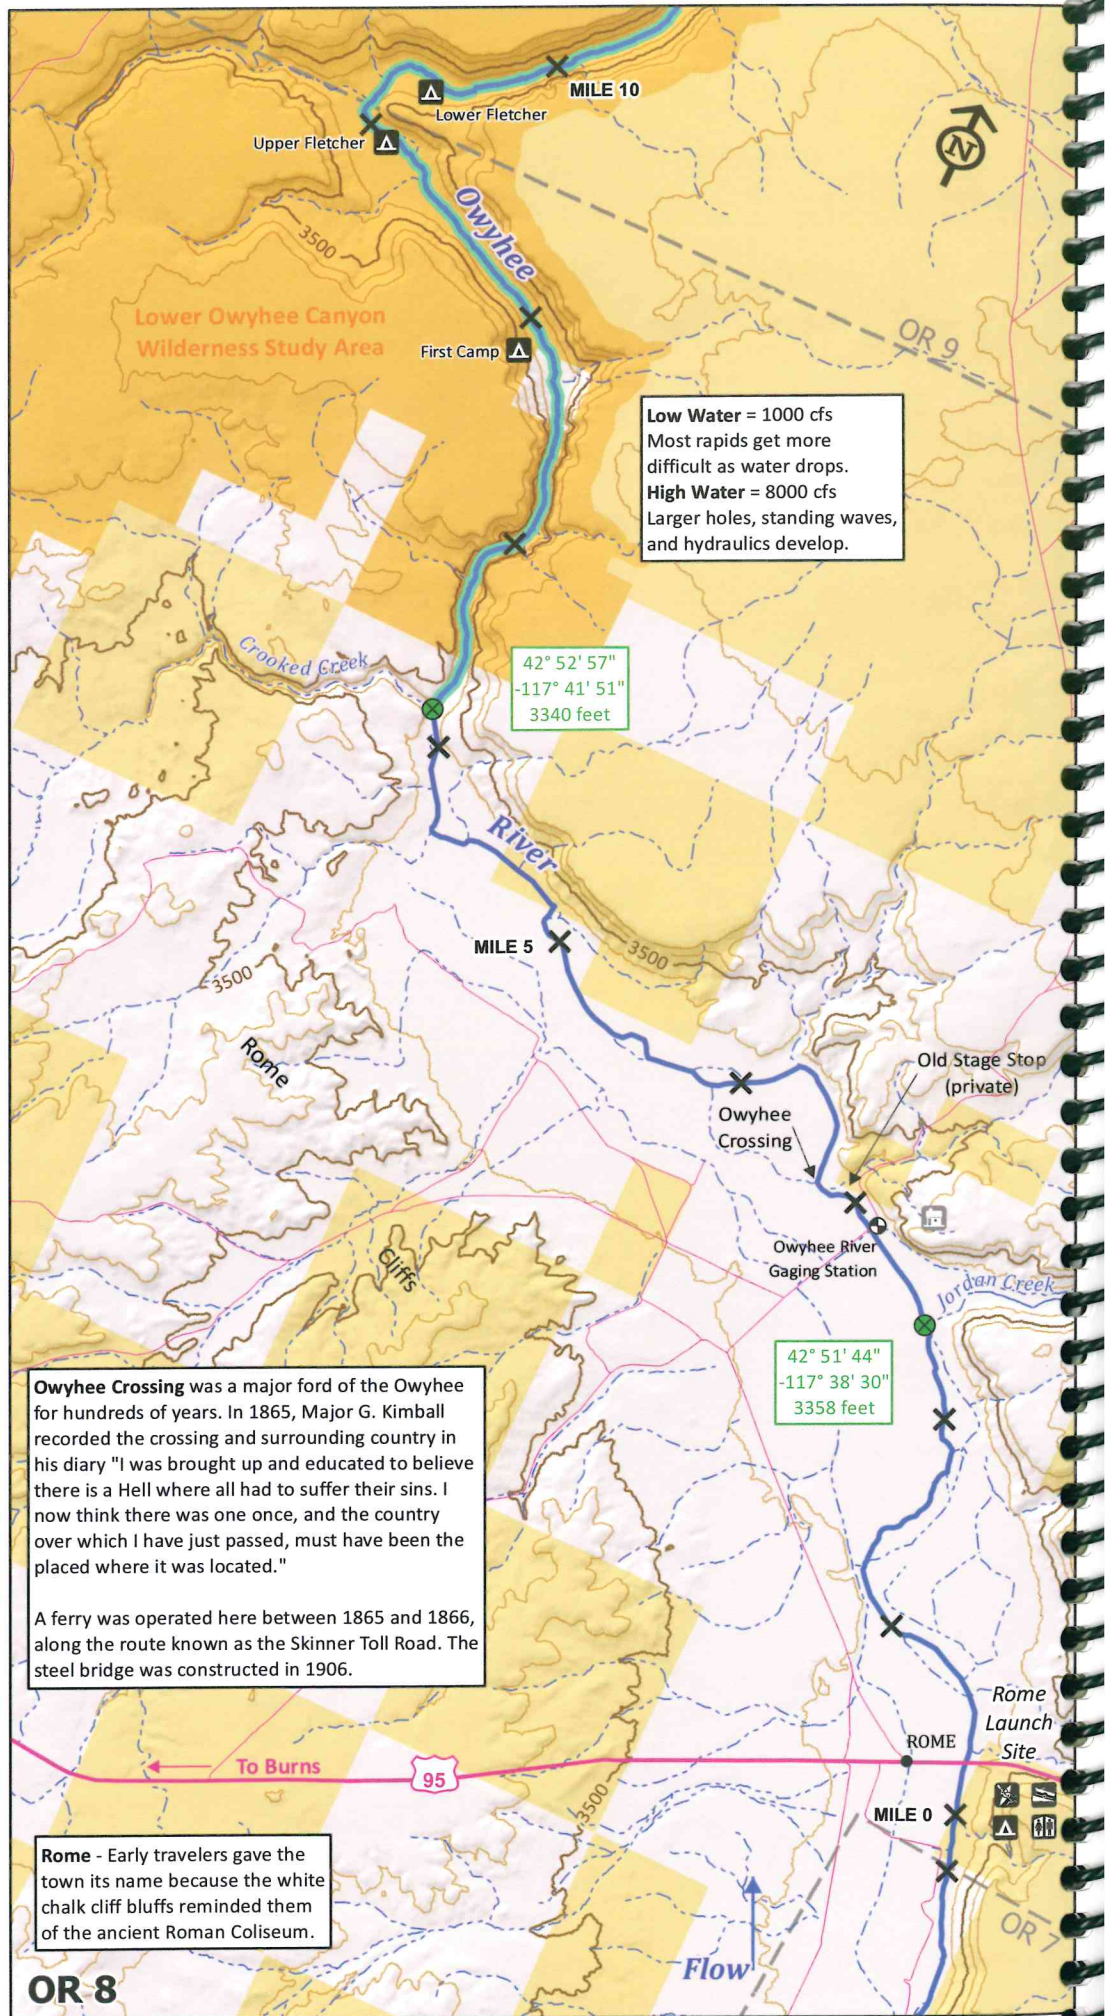 MILE 10
Lower Fletcher
Upper Fletcher
N
Owyhee
3500
OR 9
Lower Owyhee Canyon
Wilderness Study Area
First Camp
Low Water = 1000 cfs
Most rapids get more
difficult as water drops.
High Water = 8000 cfs
Larger holes, standing waves,
and hydraulics develop.
Crooked Creek
42° 52' 57"
-117° 41' 51"
3340 feet
River
MILE 5
3500
3500
Rome
Old Stage Stop
(private)
Owyhee
Crossing
Owyhee River
Gaging Station
Cliffs
Jordan Creek
42° 51' 44"
-117° 38' 30"
3358 feet
Owyhee Crossing was a major ford of the Owyhee
for hundreds of years. In 1865, Major G. Kimball
recorded the crossing and surrounding country in
his diary "I was brought up and educated to believe
there is a Hell where all had to suffer their sins. I
now think there was one once, and the country
over which I have just passed, must have been the
placed where it was located."
A ferry was operated here between 1865 and 1866,
along the route known as the Skinner Toll Road. The
steel bridge was constructed in 1906.
Rome
Launch
Site
ROME
To Burns
95
MILE 0
3500
Rome - Early travelers gave the
town its name because the white
chalk cliff bluffs reminded them
of the ancient Roman Coliseum.
OR 7
Flow
OR 8